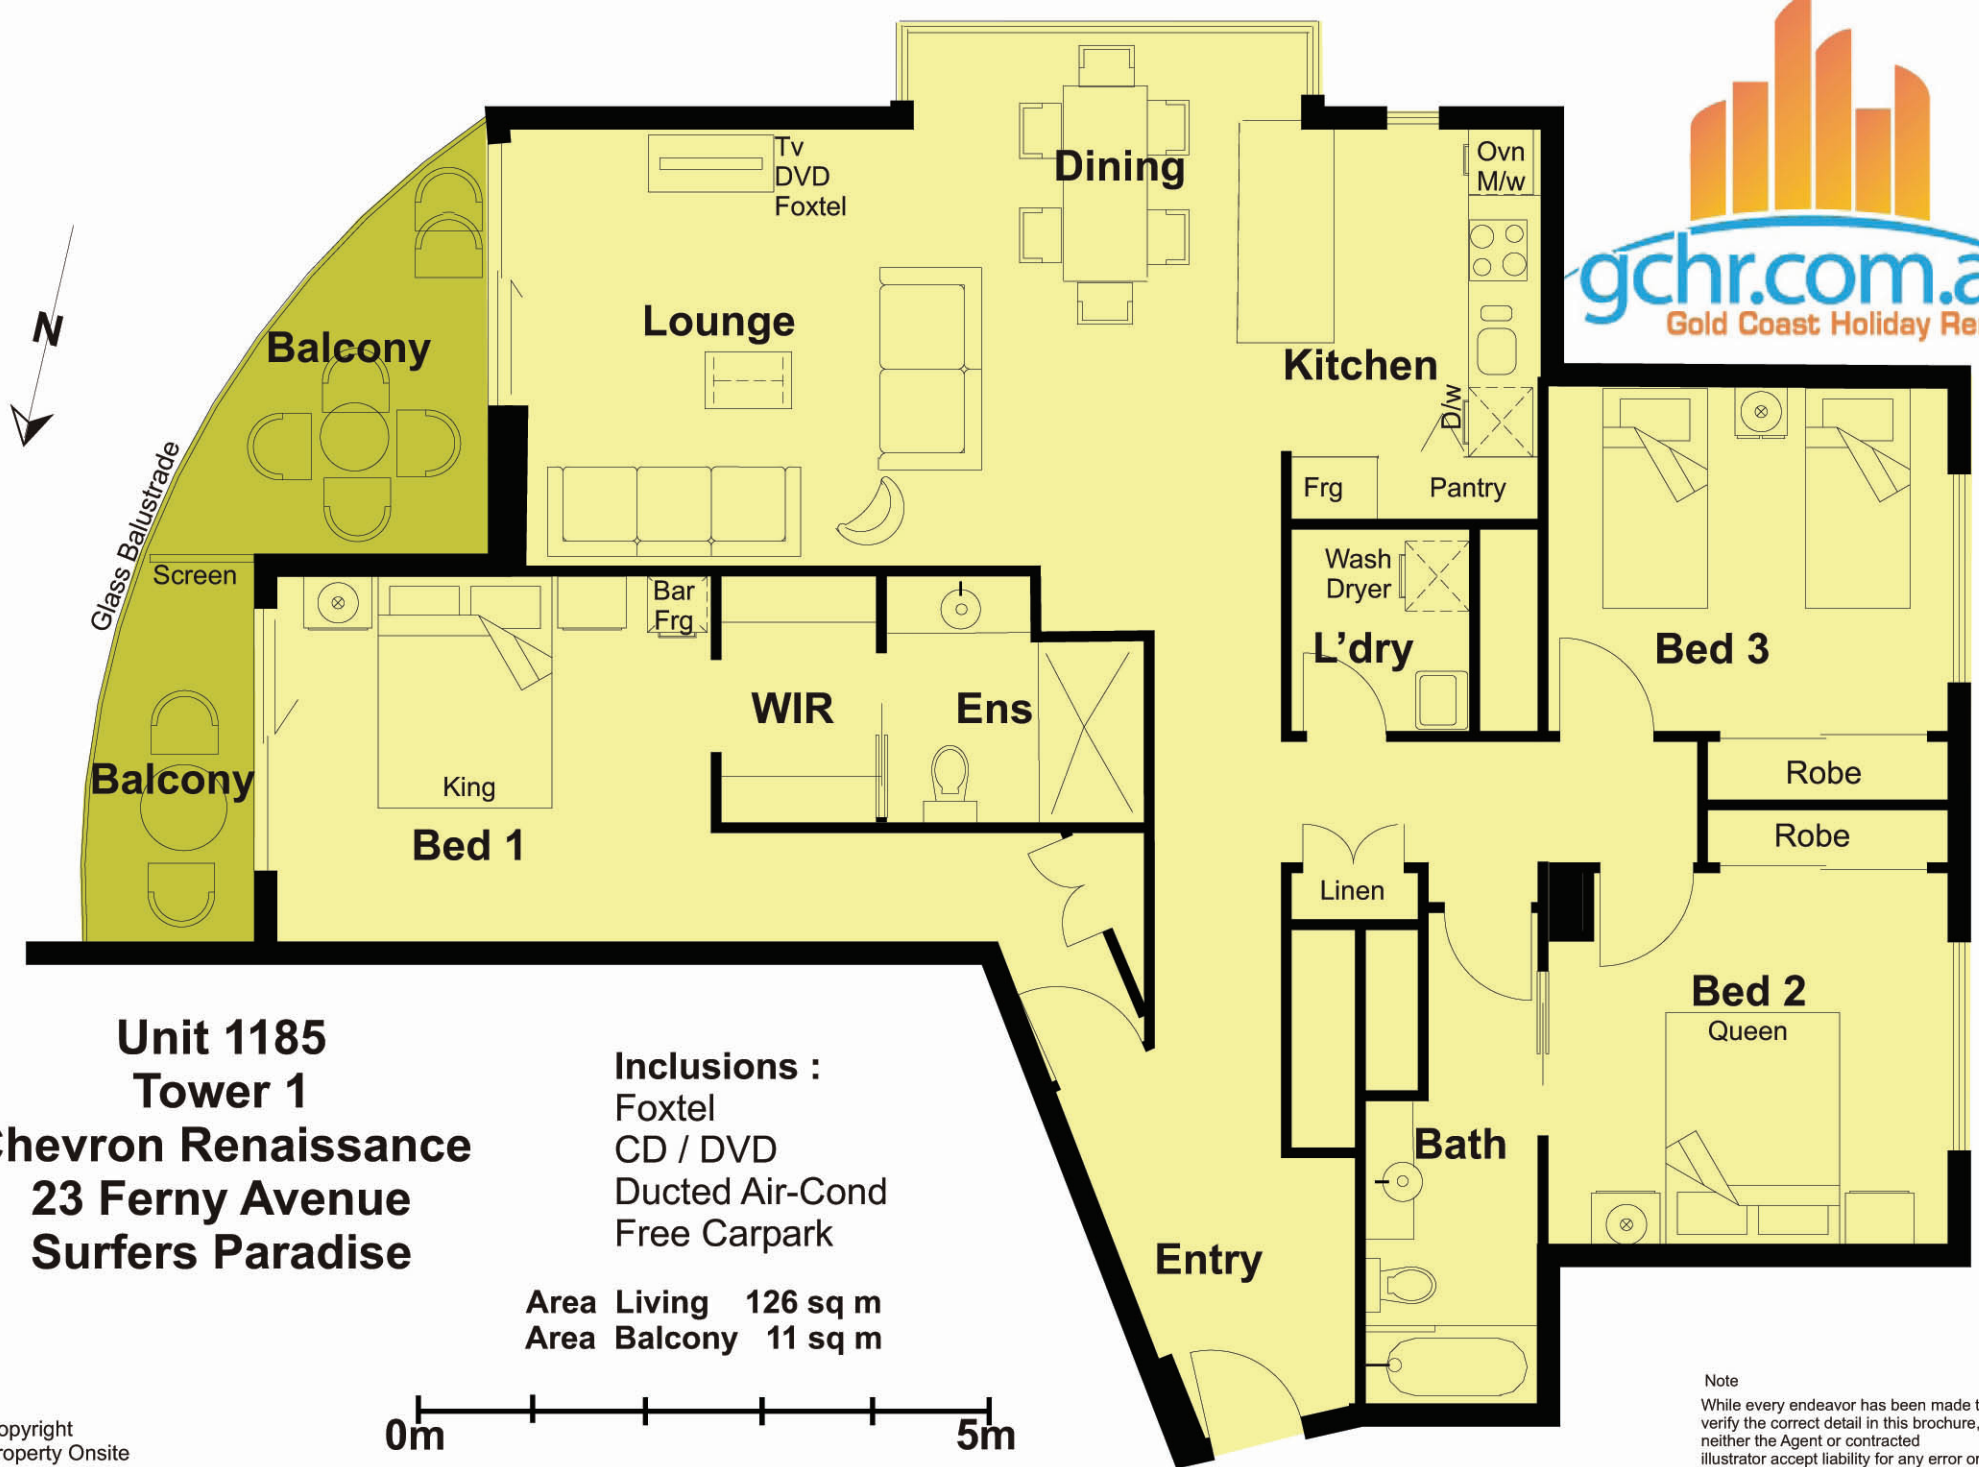 Tv
DVD
Foxtel
Dining
Ovn
M/w
gchr.com.a
Gold Coast Holiday Re
N
Balcony
Lounge
Kitchen
D/w
Frg
Pantry
Glass Balustrade
Screen
Bar
Frg
Wash
Dryer
L'dry
Bed 3
WIR
Ens
King
Balcony
Bed 1
Robe
Robe
Linen
Bed 2
Queen
Bath
Entry
Unit 1185
Tower 1
Chevron Renaissance
23 Ferny Avenue
Surfers Paradise
Inclusions :
Foxtel
CD / DVD
Ducted Air-Cond
Free Carpark
Area Living 126 sq m
Area Balcony 11 sq m
0m 5m
opyright
roperty Onsite
Note
While every endeavor has been made t
verify the correct detail in this brochure,
neither the Agent or contracted
illustrator accept liability for any error or